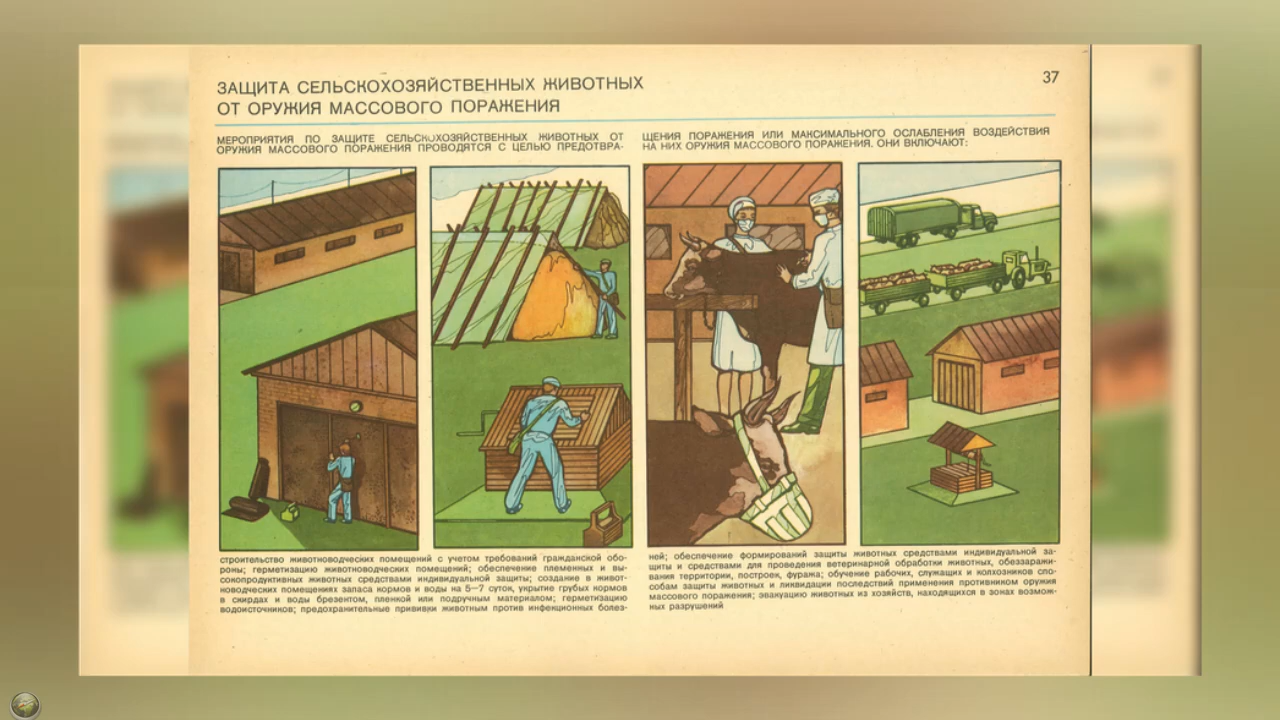 ЗАЩИТА СЕЛЬСКОХОЗЯЙСТВЕННЫХ ЖИВОТНЫХ
ОТ ОРУЖИЯ МАССОВОГО ПОРАЖЕНИЯ
37
МЕРОПРИЯТИЯ ПО ЗАЩИТЕ СЕЛЬСКОХОЗЯЙСТВЕННЫХ ЖИВОТНЫХ ОТ
ОРУЖИЯ МАССОВОГО ПОРАЖЕНИЯ ПРОВОДЯТСЯ С ЦЕЛЬЮ ПРЕДОТВРА-
ЩЕНИЯ ПОРАЖЕНИЯ ИЛИ МАКСИМАЛЬНОГО ОСЛАБЛЕНИЯ ВОЗДЕЙСТВИЯ
НА НИХ ОРУЖИЯ МАССОВОГО ПОРАЖЕНИЯ. ОНИ ВКЛЮЧАЮТ:
строительство животноводческих помещений с учетом требований гражданской обо-
роны; герметизацию животноводческих помещений; обеспечение племенных и вы-
сокопродуктивных животных средствами индивидуальной защиты; создание в живот-
новодческих помещениях запаса кормов и воды на 5—7 суток, укрытие грубых кормов
в скирдах и воды брезентом, пленкой или подручным материалом; герметизацию
водоисточников; предохранительные прививки животным против инфекционных болез-
ней; обеспечение формирований защиты животных средствами индивидуальной за-
щиты и средствами для проведения ветеринарной обработки животных, обеззаражи-
вания территории, построек, фуража; обучение рабочих, служащих и колхозников спо-
собам защиты животных и ликвидации последствий применения противником оружия
массового поражения; эвакуацию животных из хозяйств, находящихся в зонах возмож-
ных разрушений